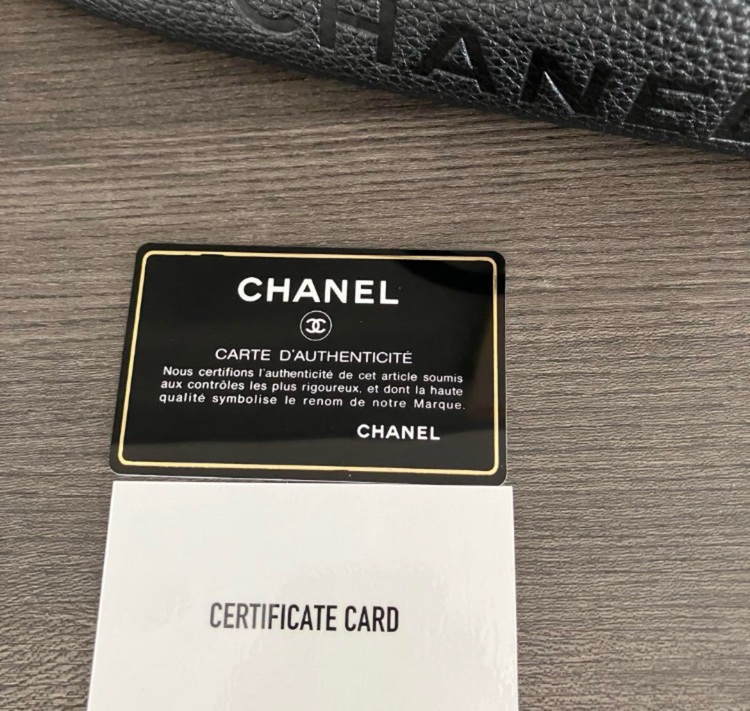 CHANEL
CHANEL
CARTE D'AUTHENTICITÉ
Nous certifions l'authenticité de cet article soumis
aux contrôles les plus rigoureux, et dont la haute
qualité symbolise le renom de notre Marque.
CHANEL
CERTIFICATE CARD